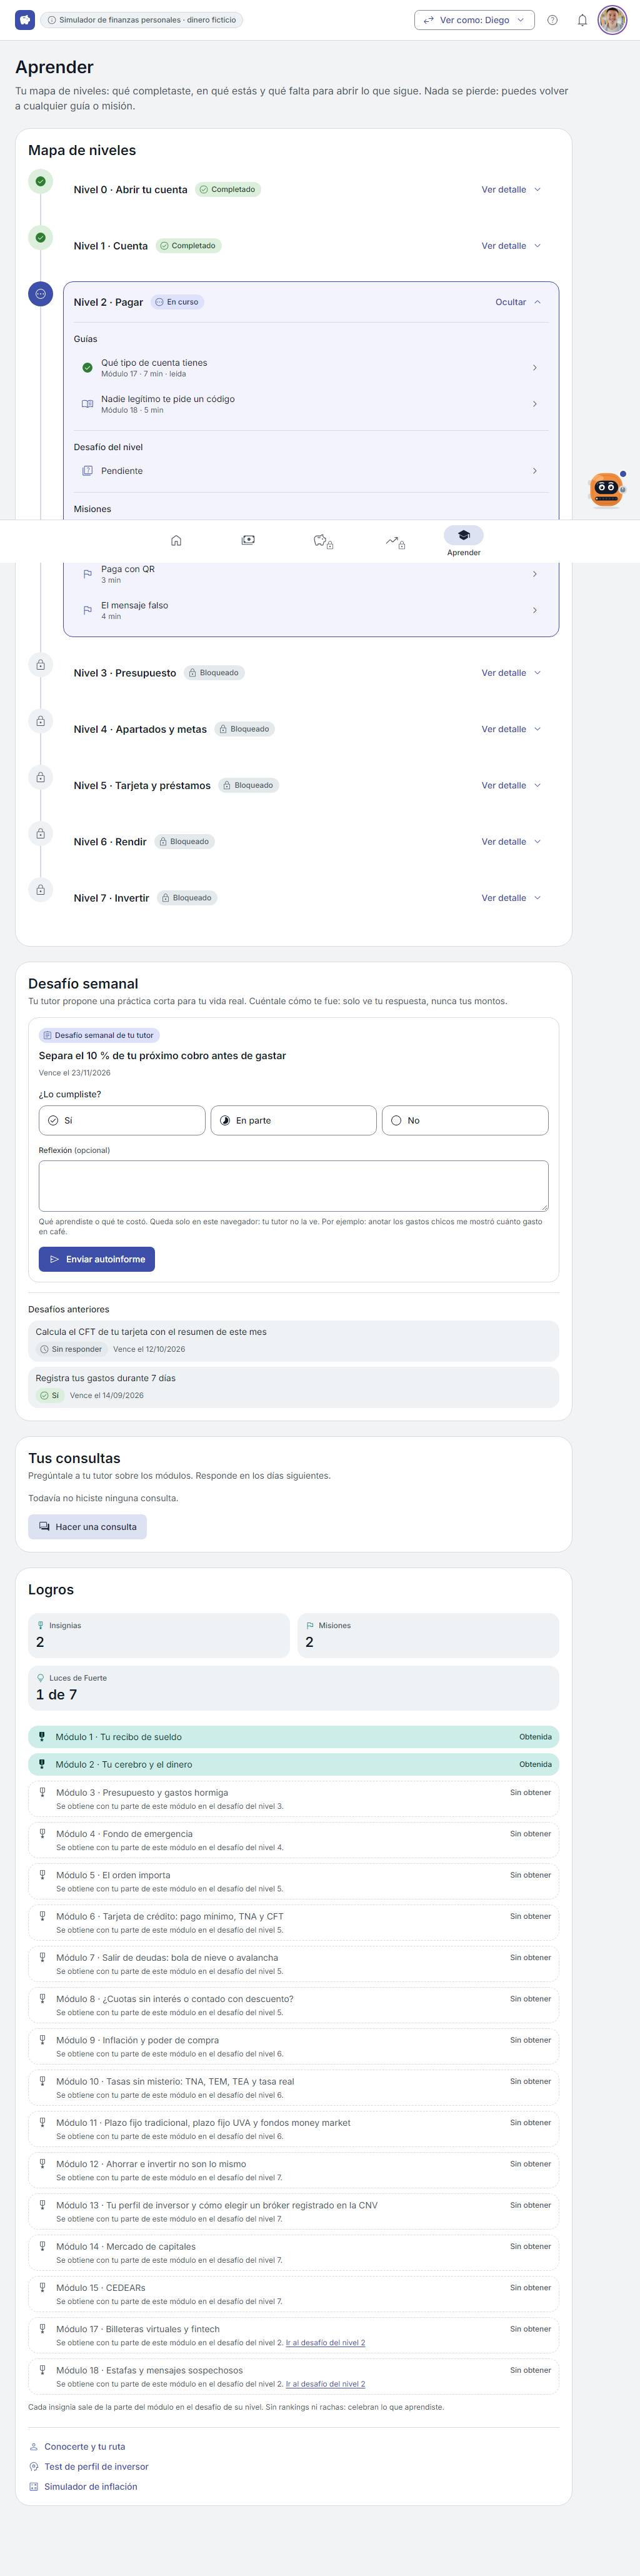 Simulador de finanzas personales · dinero ficticio
Ver como: Diego
Aprender
Tu mapa de niveles: qué completaste, en qué estás y qué falta para abrir lo que sigue. Nada se pierde: puedes volver
a cualquier guía o misión.
Mapa de niveles
Nivel 0 · Abrir tu cuenta
Completado
Ver detalle
Nivel 1 · Cuenta
Completado
Ver detalle
Nivel 2 · Pagar
En curso
Ocultar
Guías
Qué tipo de cuenta tienes
Módulo 17 · 7 min · leída
Nadie legítimo te pide un código
Módulo 18 · 5 min
Desafío del nivel
Pendiente
Misiones
Aprender
Paga con QR
3 min
El mensaje falso
4 min
Nivel 3 · Presupuesto
Bloqueado
Ver detalle
Nivel 4 · Apartados y metas
Bloqueado
Ver detalle
Nivel 5 · Tarjeta y préstamos
Bloqueado
Ver detalle
Nivel 6 · Rendir
Bloqueado
Ver detalle
Nivel 7 · Invertir
Bloqueado
Ver detalle
Desafío semanal
Tu tutor propone una práctica corta para tu vida real. Cuéntale cómo te fue: solo ve tu respuesta, nunca tus montos.
Desafío semanal de tu tutor
Separa el 10 % de tu próximo cobro antes de gastar
Vence el 23/11/2026
¿Lo cumpliste?
Sí
En parte
No
Reflexión (opcional)
Qué aprendiste o qué te costó. Queda solo en este navegador: tu tutor no la ve. Por ejemplo: anotar los gastos chicos me mostró cuánto gasto
en café.
Enviar autoinforme
Desafíos anteriores
Calcula el CFT de tu tarjeta con el resumen de este mes
Sin responder
Vence el 12/10/2026
Registra tus gastos durante 7 días
Sí
Vence el 14/09/2026
Tus consultas
Pregúntale a tu tutor sobre los módulos. Responde en los días siguientes.
Todavía no hiciste ninguna consulta.
Hacer una consulta
Logros
Insignias
2
Misiones
2
Luces de Fuerte
1 de 7
Módulo 1 · Tu recibo de sueldo
Obtenida
Módulo 2 · Tu cerebro y el dinero
Obtenida
Módulo 3 · Presupuesto y gastos hormiga
Sin obtener
Se obtiene con tu parte de este módulo en el desafío del nivel 3.
Módulo 4 · Fondo de emergencia
Sin obtener
Se obtiene con tu parte de este módulo en el desafío del nivel 4.
Módulo 5 · El orden importa
Sin obtener
Se obtiene con tu parte de este módulo en el desafío del nivel 5.
Módulo 6 · Tarjeta de crédito: pago mínimo, TNA y CFT
Sin obtener
Se obtiene con tu parte de este módulo en el desafío del nivel 5.
Módulo 7 · Salir de deudas: bola de nieve o avalancha
Sin obtener
Se obtiene con tu parte de este módulo en el desafío del nivel 5.
Módulo 8 · ¿Cuotas sin interés o contado con descuento?
Sin obtener
Se obtiene con tu parte de este módulo en el desafío del nivel 5.
Módulo 9 · Inflación y poder de compra
Sin obtener
Se obtiene con tu parte de este módulo en el desafío del nivel 6.
Módulo 10 · Tasas sin misterio: TNA, TEM, TEA y tasa real
Sin obtener
Se obtiene con tu parte de este módulo en el desafío del nivel 6.
Módulo 11 · Plazo fijo tradicional, plazo fijo UVA y fondos money market
Sin obtener
Se obtiene con tu parte de este módulo en el desafío del nivel 6.
Módulo 12 · Ahorrar e invertir no son lo mismo
Sin obtener
Se obtiene con tu parte de este módulo en el desafío del nivel 7.
Módulo 13 · Tu perfil de inversor y cómo elegir un bróker registrado en la CNV
Sin obtener
Se obtiene con tu parte de este módulo en el desafío del nivel 7.
Módulo 14 · Mercado de capitales
Sin obtener
Se obtiene con tu parte de este módulo en el desafío del nivel 7.
Módulo 15 · CEDEARs
Sin obtener
Se obtiene con tu parte de este módulo en el desafío del nivel 7.
Módulo 17 · Billeteras virtuales y fintech
Sin obtener
Se obtiene con tu parte de este módulo en el desafío del nivel 2. Ir al desafío del nivel 2
Módulo 18 · Estafas y mensajes sospechosos
Sin obtener
Se obtiene con tu parte de este módulo en el desafío del nivel 2. Ir al desafío del nivel 2
Cada insignia sale de la parte del módulo en el desafío de su nivel. Sin rankings ni rachas: celebran lo que aprendiste.
Conocerte y tu ruta
Test de perfil de inversor
Simulador de inflación